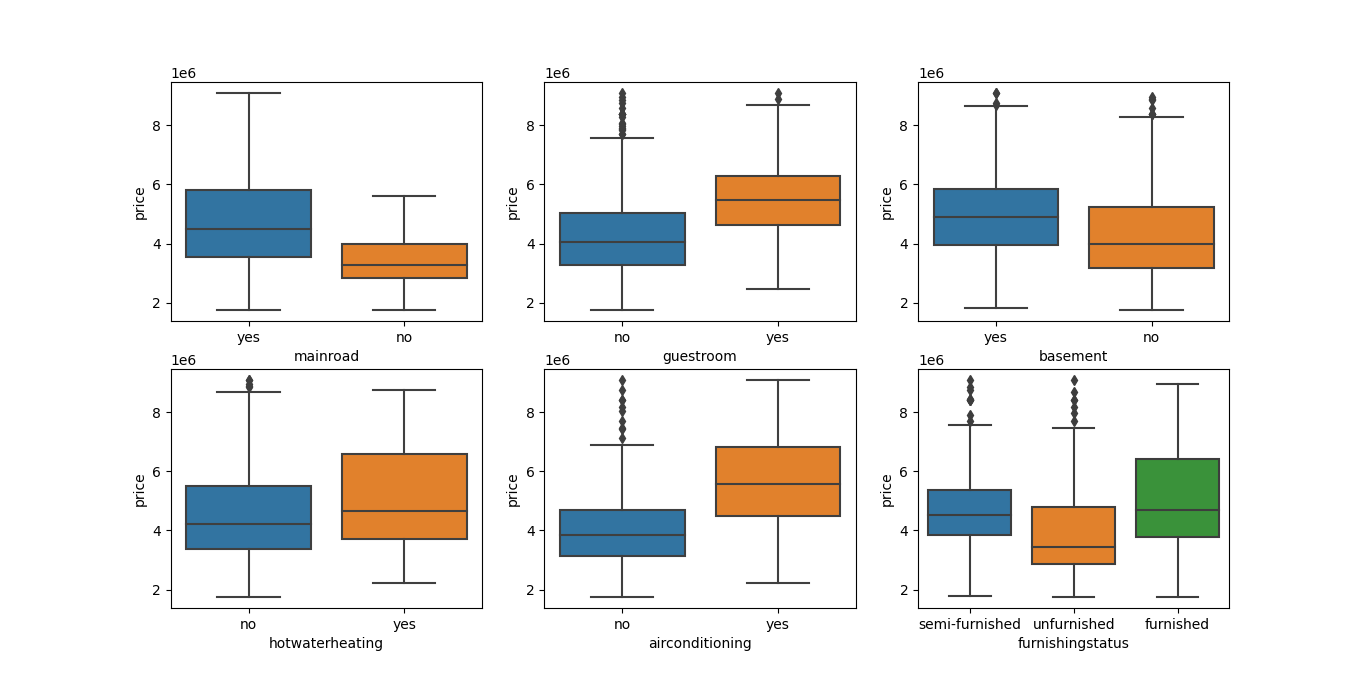 1e6 1e6 1e6
8 8 8
6 6 6
price price price
4 4 4
2 2 2
yes no no yes yes no
mainroad guestroom basement
1e6 1e6 1e6
8 8 8
6 6 6
price price price
4 4 4
2 2 2
no yes no yes semi-furnished unfurnished furnished
hotwaterheating airconditioning furnishingstatus